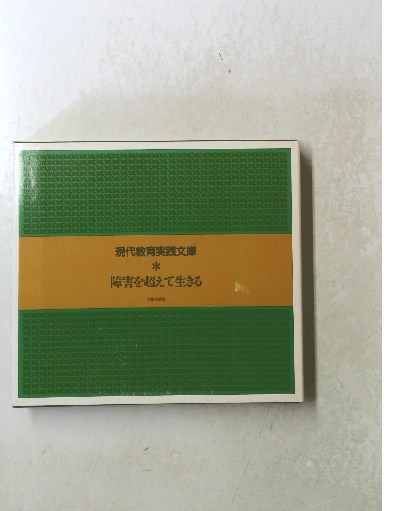 現代教育実践文庫
*
障害を超えて生きる